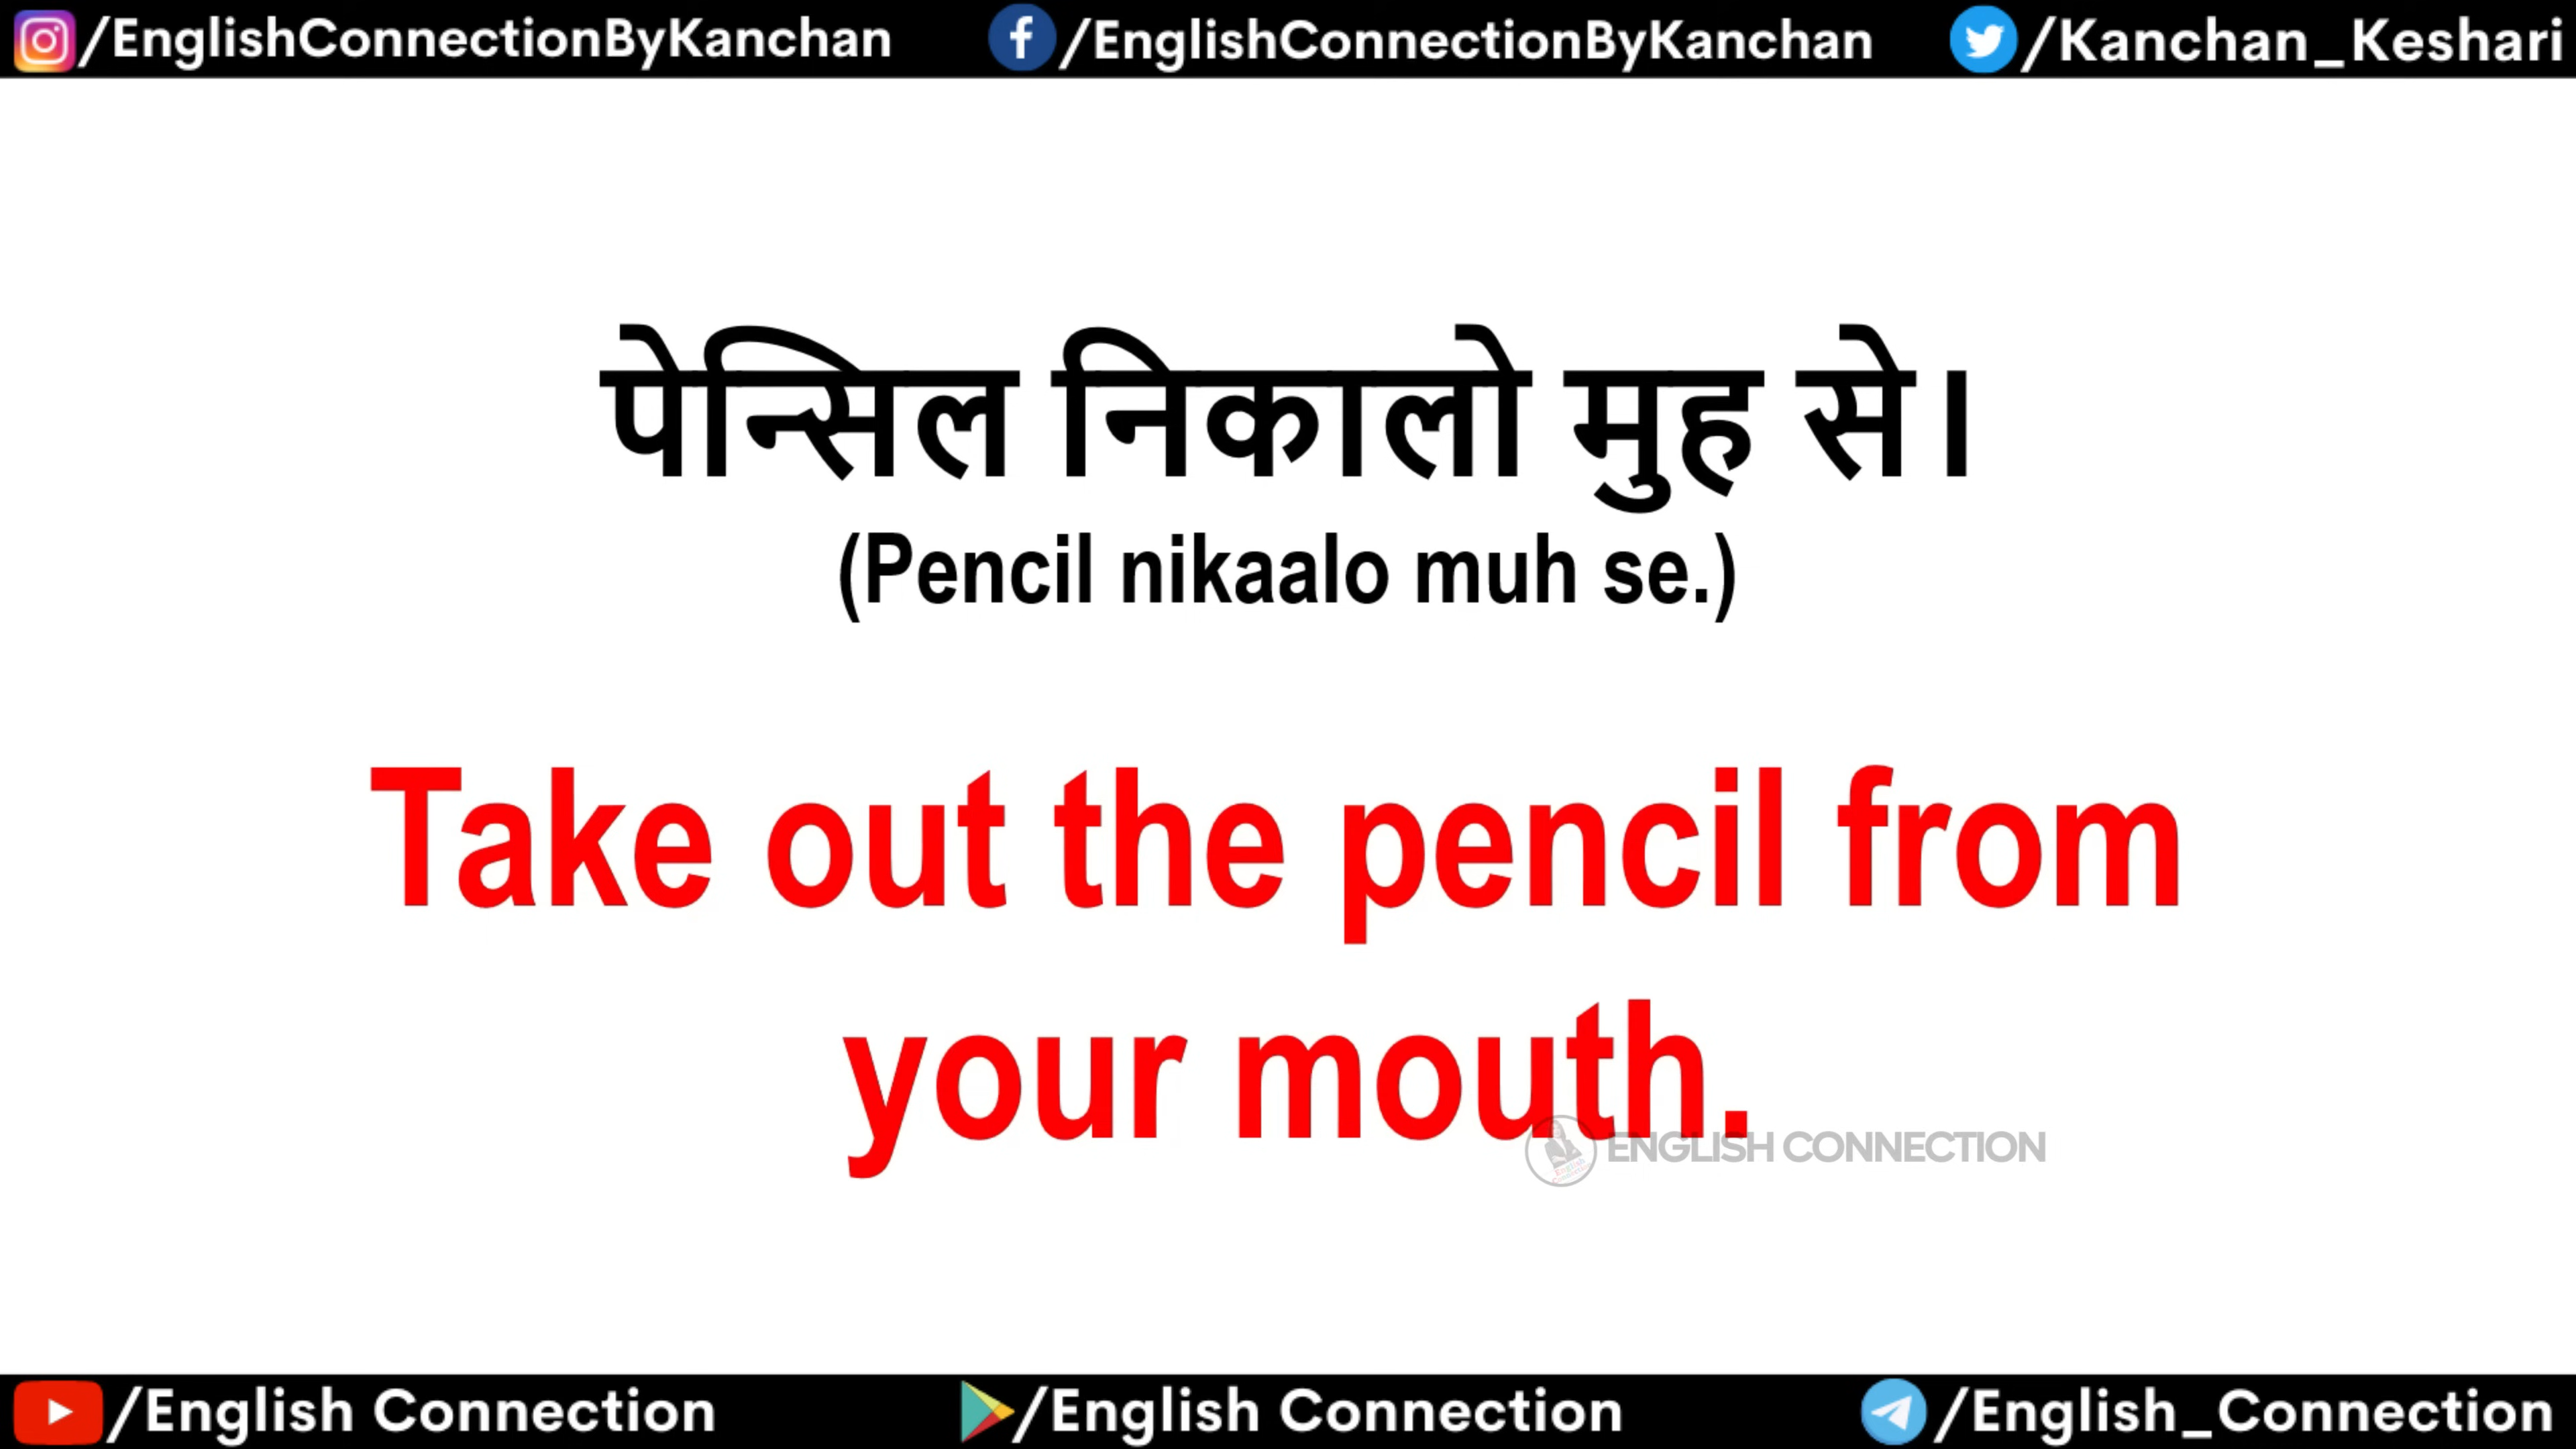 /EnglishConnectionByKanchan /EnglishConnectionByKanchan /Kanchan_Keshari
पेन्सिल निकालो मुह से।
(Pencil nikaalo muh se.)
Take out the pencil from
your mouth.
ENGLISH CONNECTION
/English Connection /English Connection /English_Connection